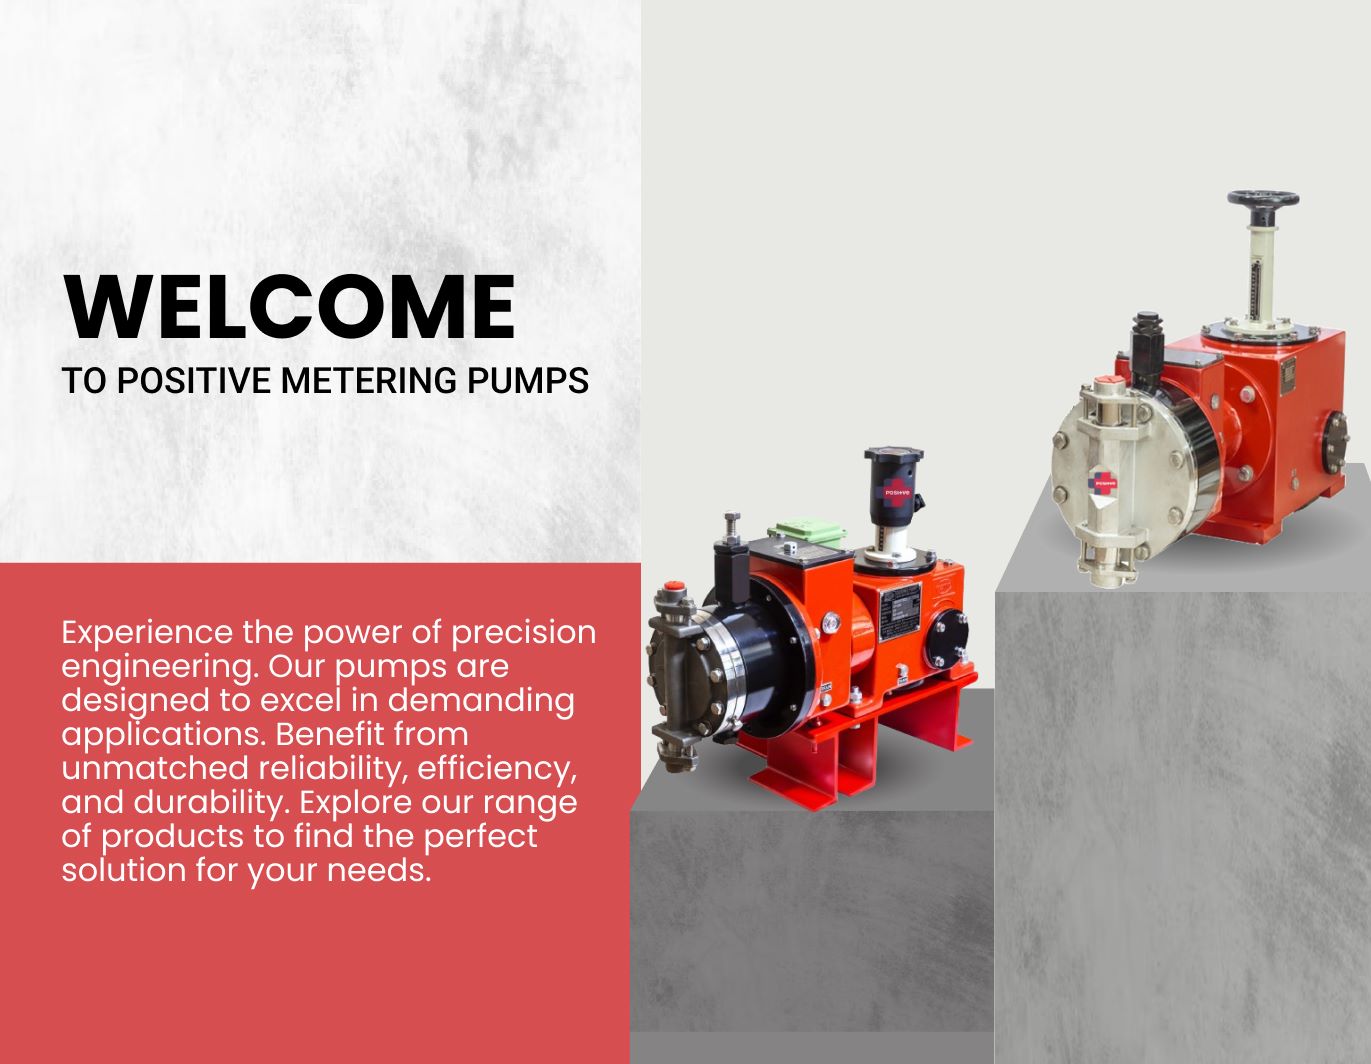 WELCOME
TO POSITIVE METERING PUMPS
Experience the power of precision
engineering. Our pumps are
designed to excel in demanding
applications. Benefit from
unmatched reliability, efficiency,
and durability. Explore our range
of products to find the perfect
solution for your needs.
POSITIVE
POSITIVE